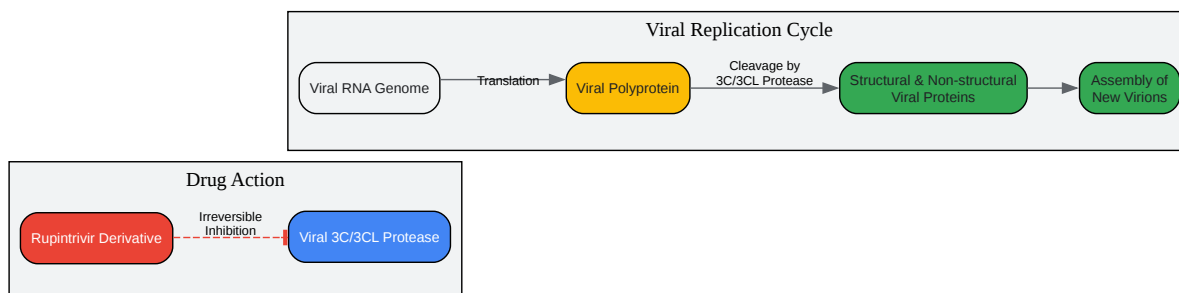 Viral Replication Cycle
Viral RNA Genome
Translation
Viral Polyprotein
Cleavage by
3C/3CL Protease
Structural & Non-structural
Viral Proteins
Assembly of
New Virions
Drug Action
Rupintrivir Derivative
Irreversible
Inhibition
Viral 3C/3CL Protease